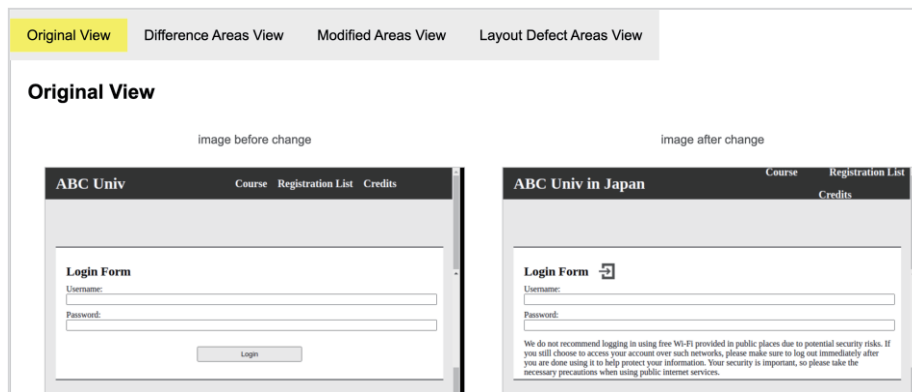 Original View Difference Areas View Modified Areas View Layout Defect Areas View
Original View
image before change
ABC Univ Course Registration List Credits
Login Form
Username:
Password:
Login
image after change
ABC Univ in Japan Course Registration List
Credits
Login Form
Username:
Password:
We do not recommend logging in using free Wi-Fi provided in public places due to potential security risks. If
you still choose to access your account over such networks, please make sure to log out immediately after
you are done using it to help protect your information. Your security is important, so please take the
necessary precautions when using public internet services.